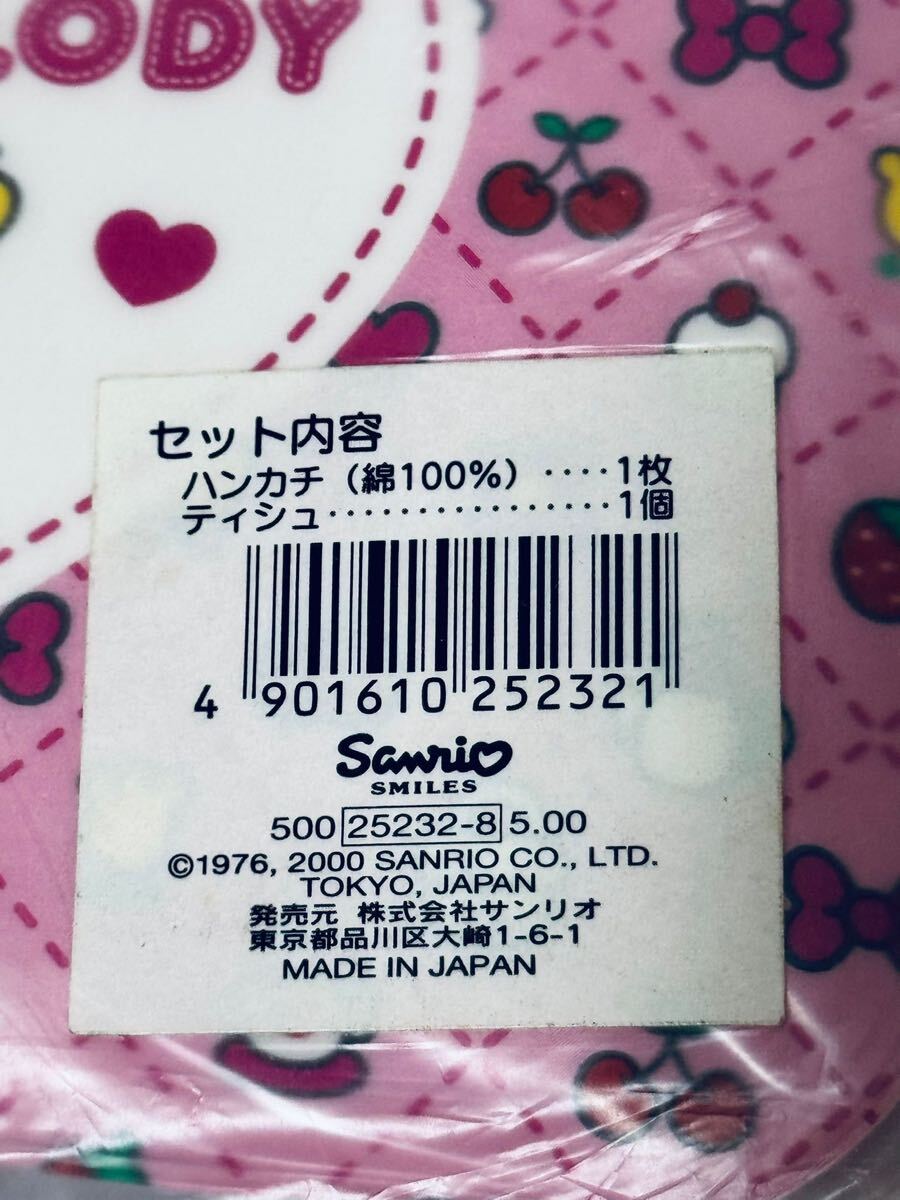 ODY
セット内容
ハンカチ（綿100%）‥‥1枚
ティシュ‥‥‥‥‥‥‥‥1個
4 901610 252321
Sanrio
SMILES
500 25232-8 5.00
©1976, 2000 SANRIO CO., LTD.
TOKYO, JAPAN
発売元 株式会社サンリオ
東京都品川区大崎1-6-1
MADE IN JAPAN